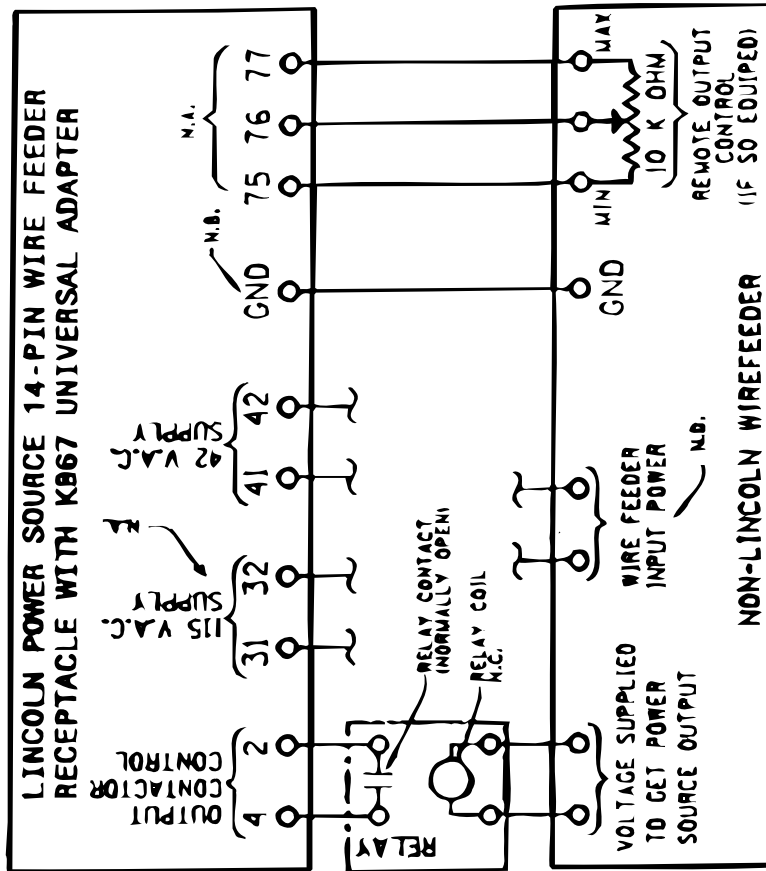 LINCOLN POWER SOURCE 14-PIN WIRE FEEDER
RECEPTACLE WITH K867 UNIVERSAL ADAPTER
OUTPUT
CONTACTOR
CONTROL
4
2
115 V.A.C.
SUPPLY
31
32
N.A.
42 V.A.C.
SUPPLY
41
42
GND
N.B.
75
76
77
N.A.
RELAY
RELAY CONTACT
(NORMALLY OPEN)
RELAY COIL
N.C.
VOLTAGE SUPPLIED
TO GET POWER
SOURCE OUTPUT
WIRE FEEDER
INPUT POWER
N.D.
GND
MIN
MAX
10 K OHM
REMOTE OUTPUT
CONTROL
(IF SO EQUIPED)
NON-LINCOLN WIREFEEDER